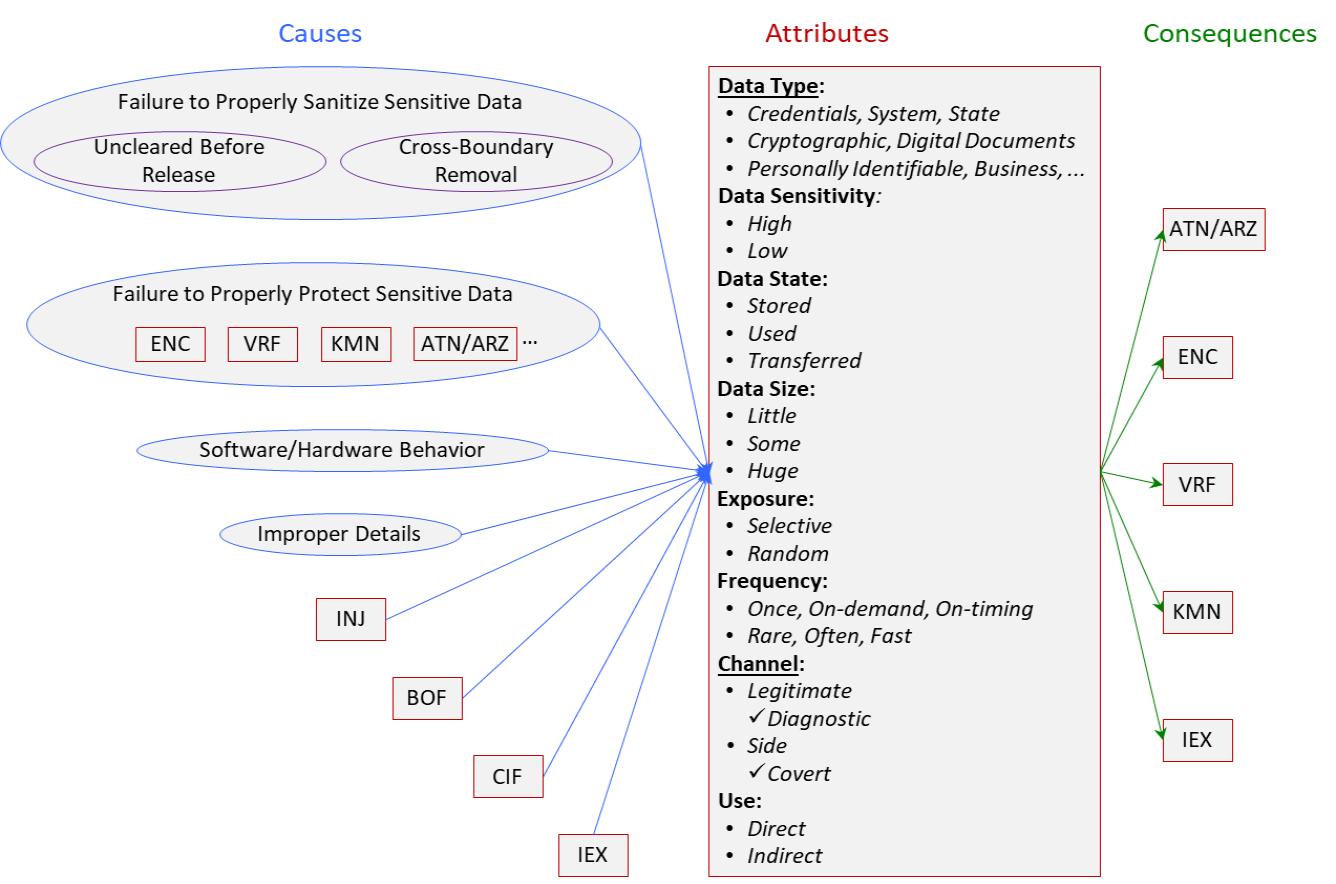 Causes
Attributes
Consequences
Failure to Properly Sanitize Sensitive Data
Uncleared Before
Release
Cross-Boundary
Removal
Failure to Properly Protect Sensitive Data
ENC
VRF
KMN
ATN/ARZ
...
Software/Hardware Behavior
Improper Details
INJ
BOF
CIF
IEX
Data Type:
• Credentials, System, State
• Cryptographic, Digital Documents
• Personally Identifiable, Business, ...
Data Sensitivity:
• High
• Low
Data State:
• Stored
• Used
• Transferred
Data Size:
• Little
• Some
• Huge
Exposure:
• Selective
• Random
Frequency:
• Once, On-demand, On-timing
• Rare, Often, Fast
Channel:
• Legitimate
✓Diagnostic
• Side
✓Covert
Use:
• Direct
• Indirect
ATN/ARZ
ENC
VRF
KMN
IEX